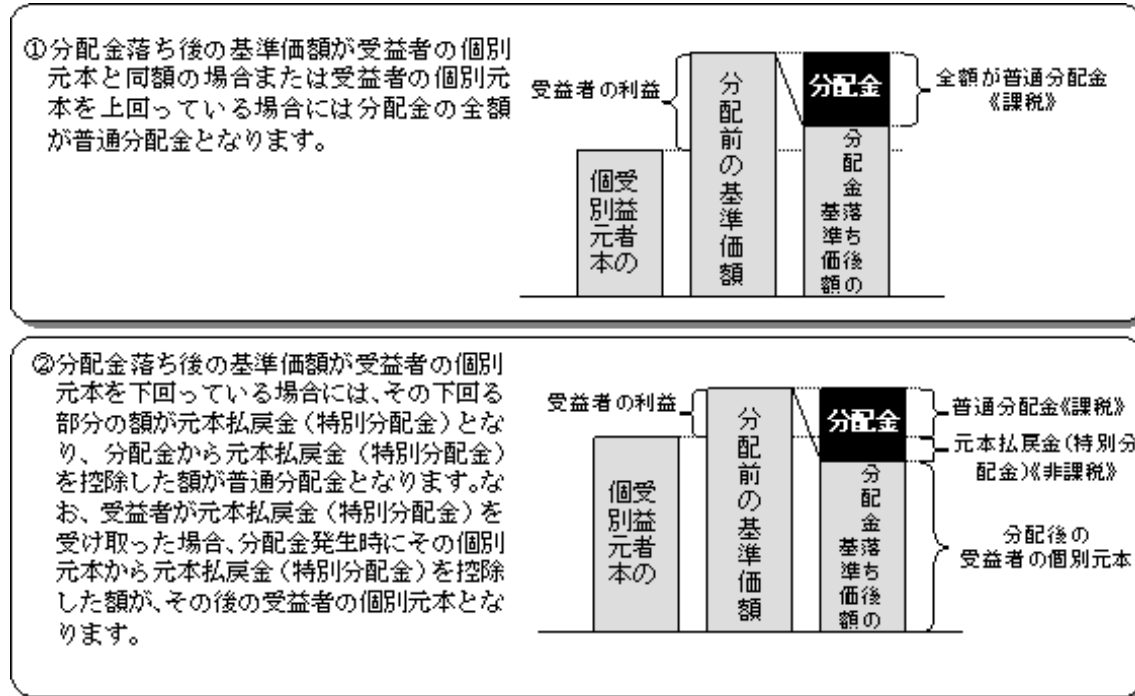 ①分配金落ち後の基準価額が受益者の個別
元本と同額の場合または受益者の個別元
本を上回っている場合には分配金の全額
が普通分配金となります。
受益者の利益
受益者の
個別元本
分配前の基準価額
分配金
分配金落ち後の
基準価額
全額が普通分配金
《課税》
②分配金落ち後の基準価額が受益者の個別
元本を下回っている場合には、その下回る
部分の額が元本払戻金（特別分配金）とな
り、分配金から元本払戻金（特別分配金）
を控除した額が普通分配金となります。な
お、受益者が元本払戻金（特別分配金）を
受け取った場合、分配金発生時にその個別
元本から元本払戻金（特別分配金）を控除
した額が、その後の受益者の個別元本とな
ります。
受益者の利益
受益者の
個別元本
分配前の基準価額
分配金
分配金落ち後の
基準価額
普通分配金《課税》
元本払戻金（特別分
配金）《非課税》
分配後の
受益者の個別元本